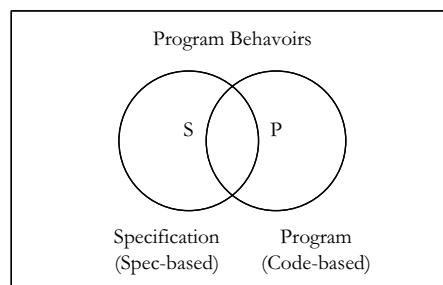 Program Behavoirs
S P
Specification Program
(Spec-based) (Code-based)